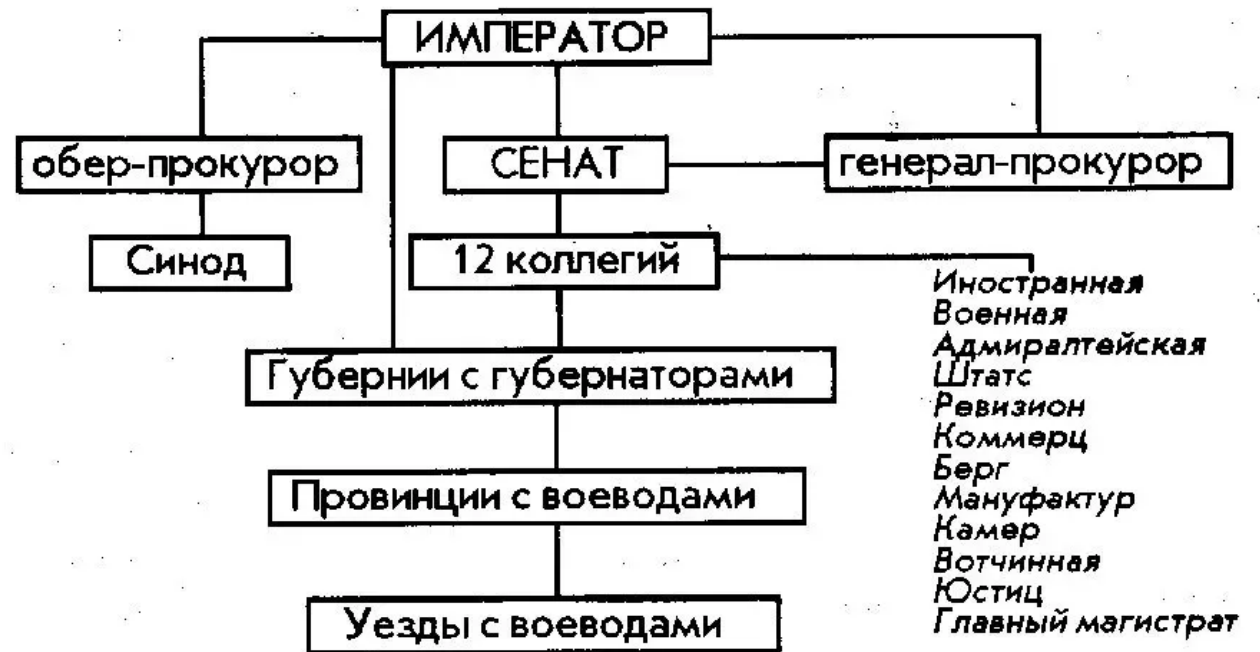 ИМПЕРАТОР
обер-прокурор
СЕНАТ
генерал-прокурор
Синод
12 коллегий
Иностранная
Военная
Адмиралтейская
Штатс
Ревизион
Коммерц
Берг
Мануфактур
Камер
Вотчинная
Юстиц
Главный магистрат
Губернии с губернаторами
Провинции с воеводами
Уезды с воеводами